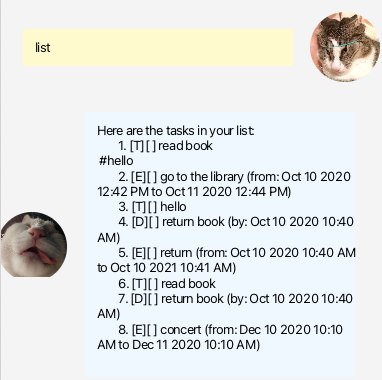 list
Here are the tasks in your list:
1. [T][ ] read book
#hello
2. [E][ ] go to the library (from: Oct 10 2020
12:42 PM to Oct 11 2020 12:44 PM)
3. [T][ ] hello
4. [D][ ] return book (by: Oct 10 2020 10:40
AM)
5. [E][ ] return (from: Oct 10 2020 10:40 AM
to Oct 10 2021 10:41 AM)
6. [T][ ] read book
7. [D][ ] return book (by: Oct 10 2020 10:40
AM)
8. [E][ ] concert (from: Dec 10 2020 10:10
AM to Dec 11 2020 10:10 AM)